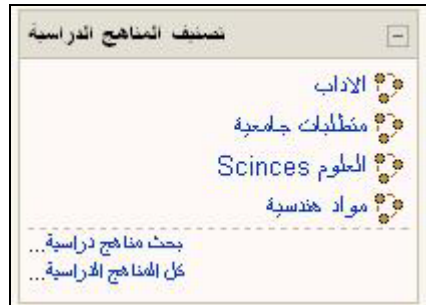 تصنيف المناهج الدراسية
الاداب
متطلبات جامعية
العلوم Scinces
مواد هندسية
بحث مناهج دراسية...
كل المناهج الدراسية...